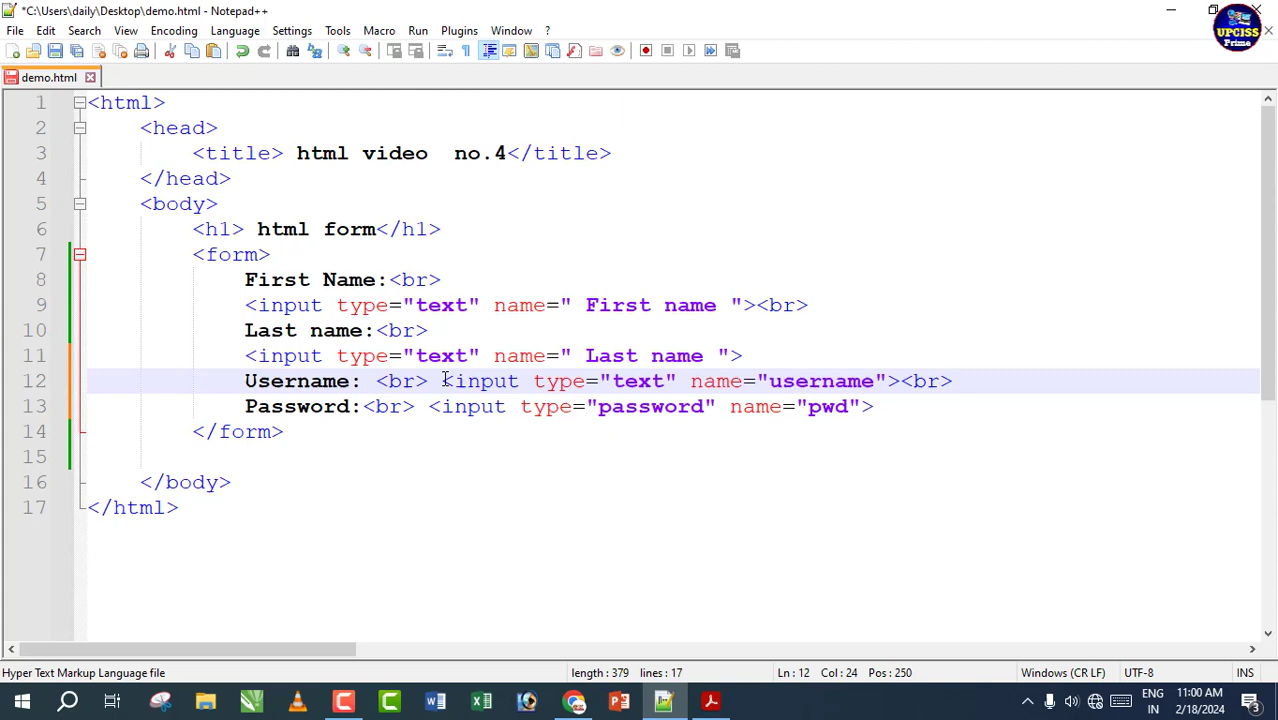 *C:\Users\daily\Desktop\demo.html - Notepad++
UPCISS
Prime
File Edit Search View Encoding Language Settings Tools Macro Run Plugins Window ?
demo.html
1 <html>
2 <head>
3 <title> html video  no.4</title>
4 </head>
5 <body>
6 <h1> html form</h1>
7 <form>
8 First Name:<br>
9 <input type="text" name=" First name "><br>
10 Last name:<br>
11 <input type="text" name=" Last name ">
12 Username: <br> <input type="text" name="username"><br>
13 Password:<br> <input type="password" name="pwd">
14 </form>
15
16 </body>
17 </html>
Hyper Text Markup Language file length : 379 lines : 17 Ln : 12 Col : 24 Pos : 250 Windows (CR LF) UTF-8 INS
ENG 11:00 AM
IN 2/18/2024 3